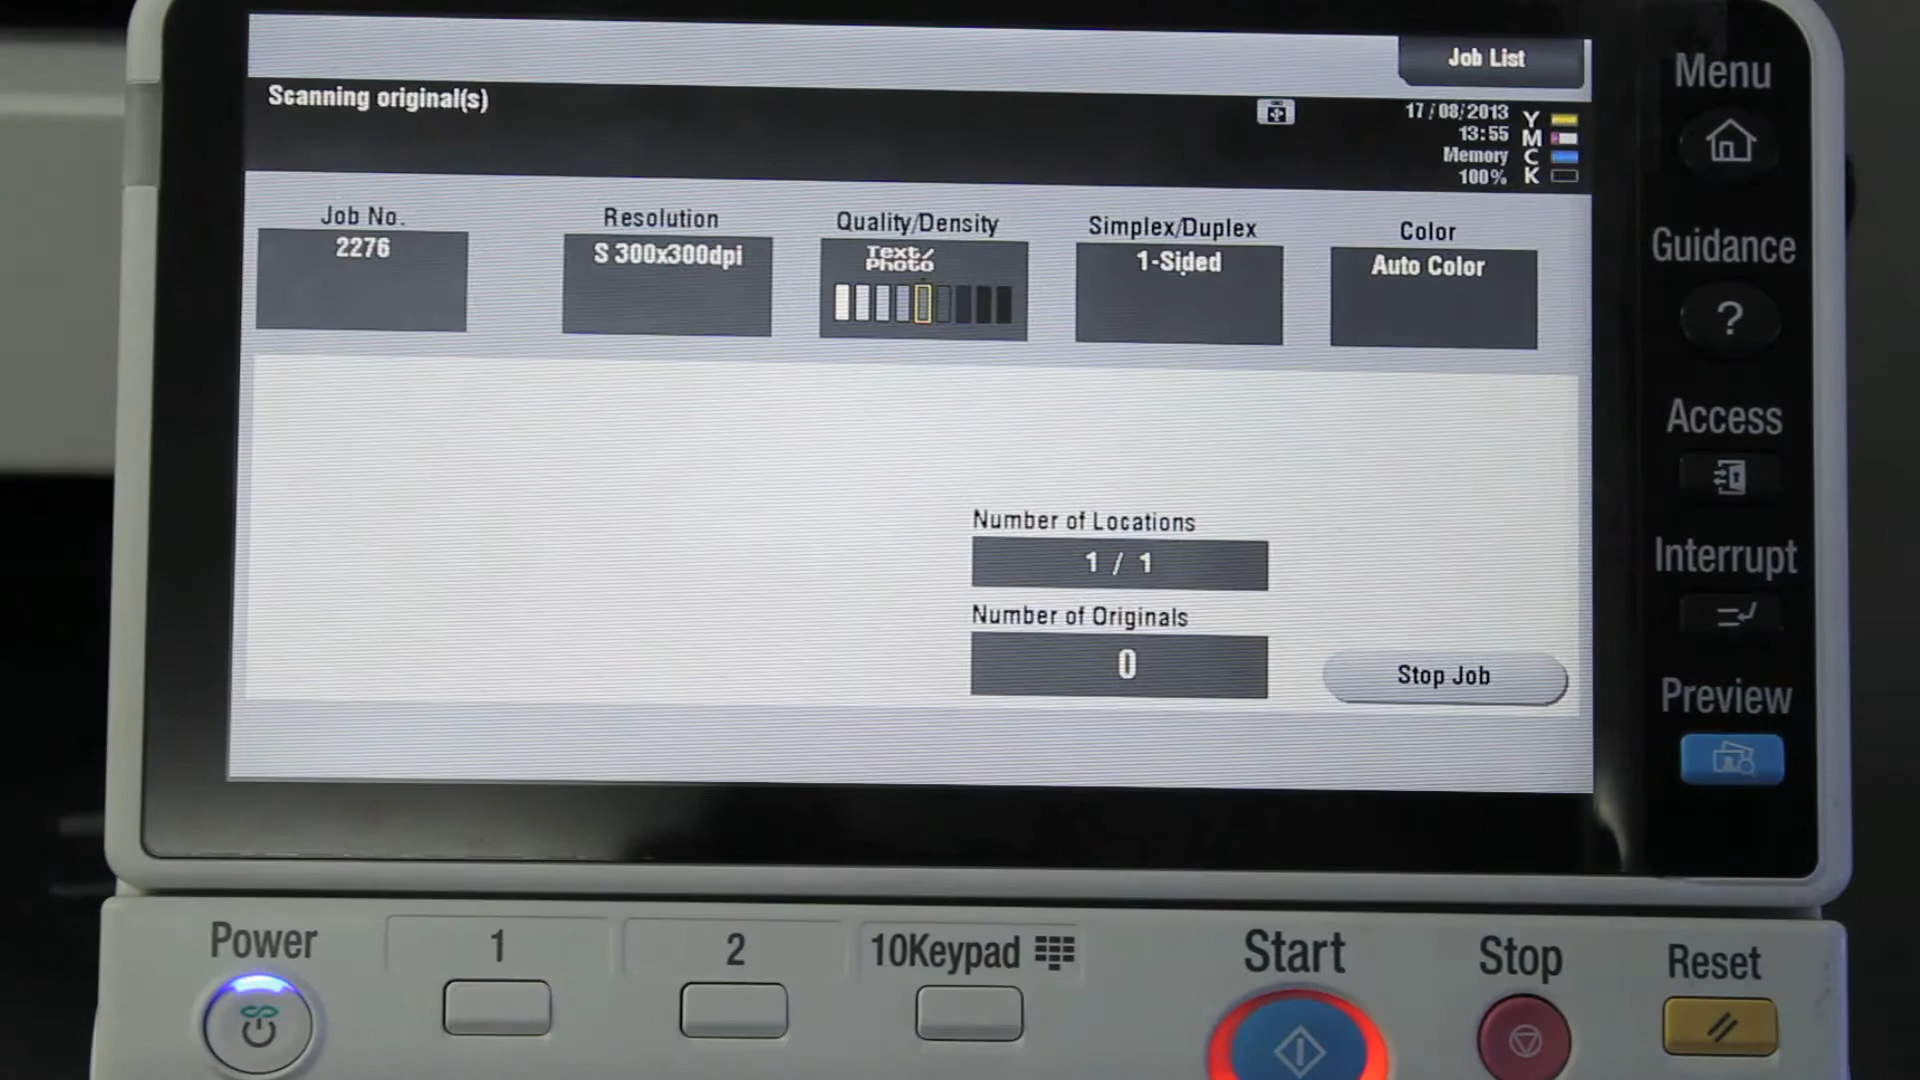 Job List
Scanning original(s)
17/08/2013
13:55
Memory
100%
Y
M
C
K
Job No.
2276
Resolution
S 300x300dpi
Quality/Density
Text/
Photo
Simplex/Duplex
1-Sided
Color
Auto Color
Number of Locations
1 / 1
Number of Originals
0
Stop Job
Menu
Guidance
?
Access
Interrupt
Preview
Power
1
2
10Keypad
Start
Stop
Reset